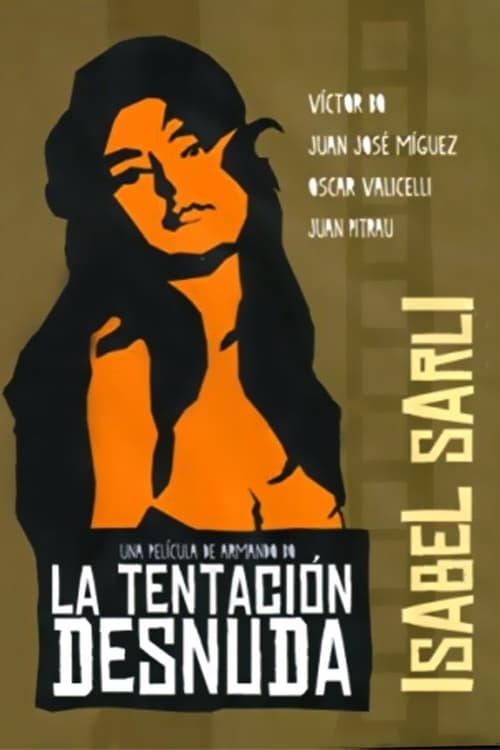 VÍCTOR BO
JUAN JOSÉ MÍGUEZ
OSCAR VALICELLI
JUAN PITRAU
ISABEL SARLI
UNA PELÍCULA DE ARMANDO BO
LA TENTACIÓN
DESNUDA